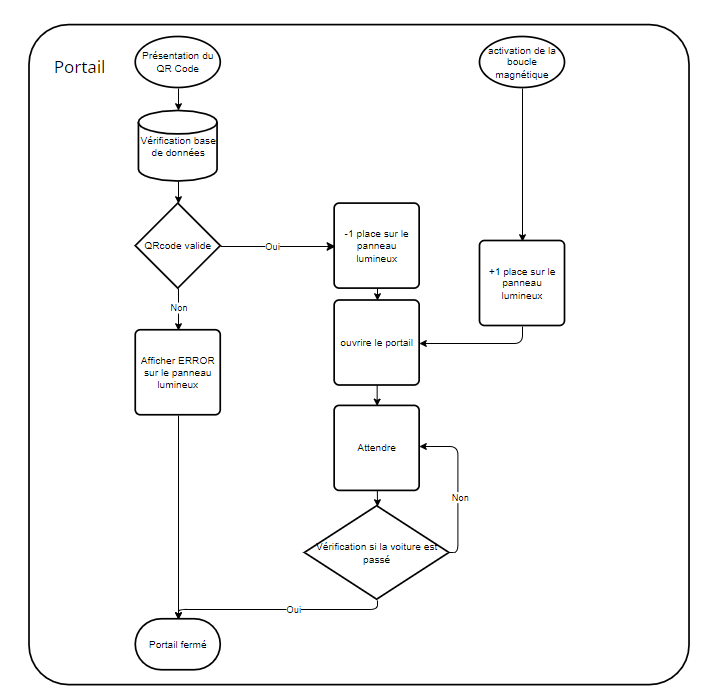 Portail
Présentation du
QR Code
activation de la
boucle
magnétique
Vérification base
de données
QRcode valide
Oui
-1 place sur le
panneau
lumineux
+1 place sur le
panneau
lumineux
Non
ouvrire le portail
Afficher ERROR
sur le panneau
lumineux
Attendre
Non
Vérification si la voiture est
passé
Oui
Portail fermé